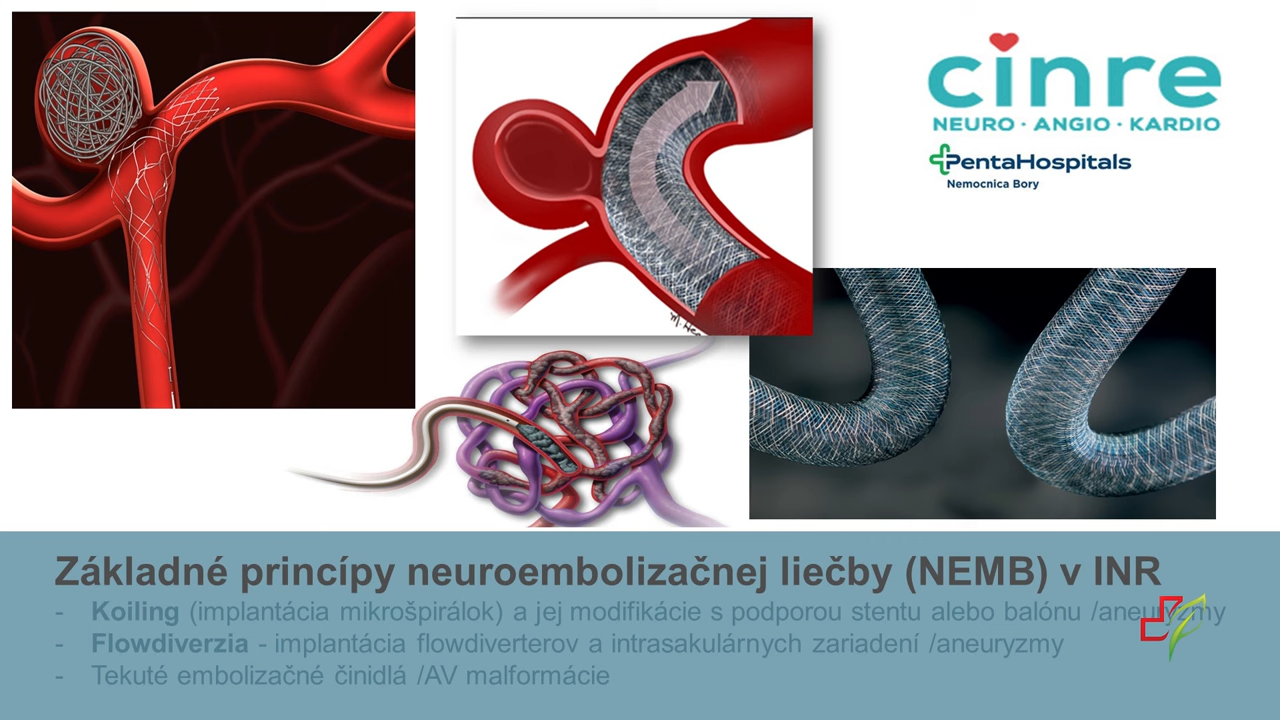 cinre
NEURO · ANGIO · KARDIO
PentaHospitals
Nemocnica Bory
Základné princípy neuroembolizačnej liečby (NEMB) v INR
- Koiling (implantácia mikrošpirálok) a jej modifikácie s podporou stentu alebo balónu /aneuryzmy
- Flowdiverzia - implantácia flowdiverterov a intrasakulárnych zariadení /aneuryzmy
- Tekuté embolizačné činidlá /AV malformácie